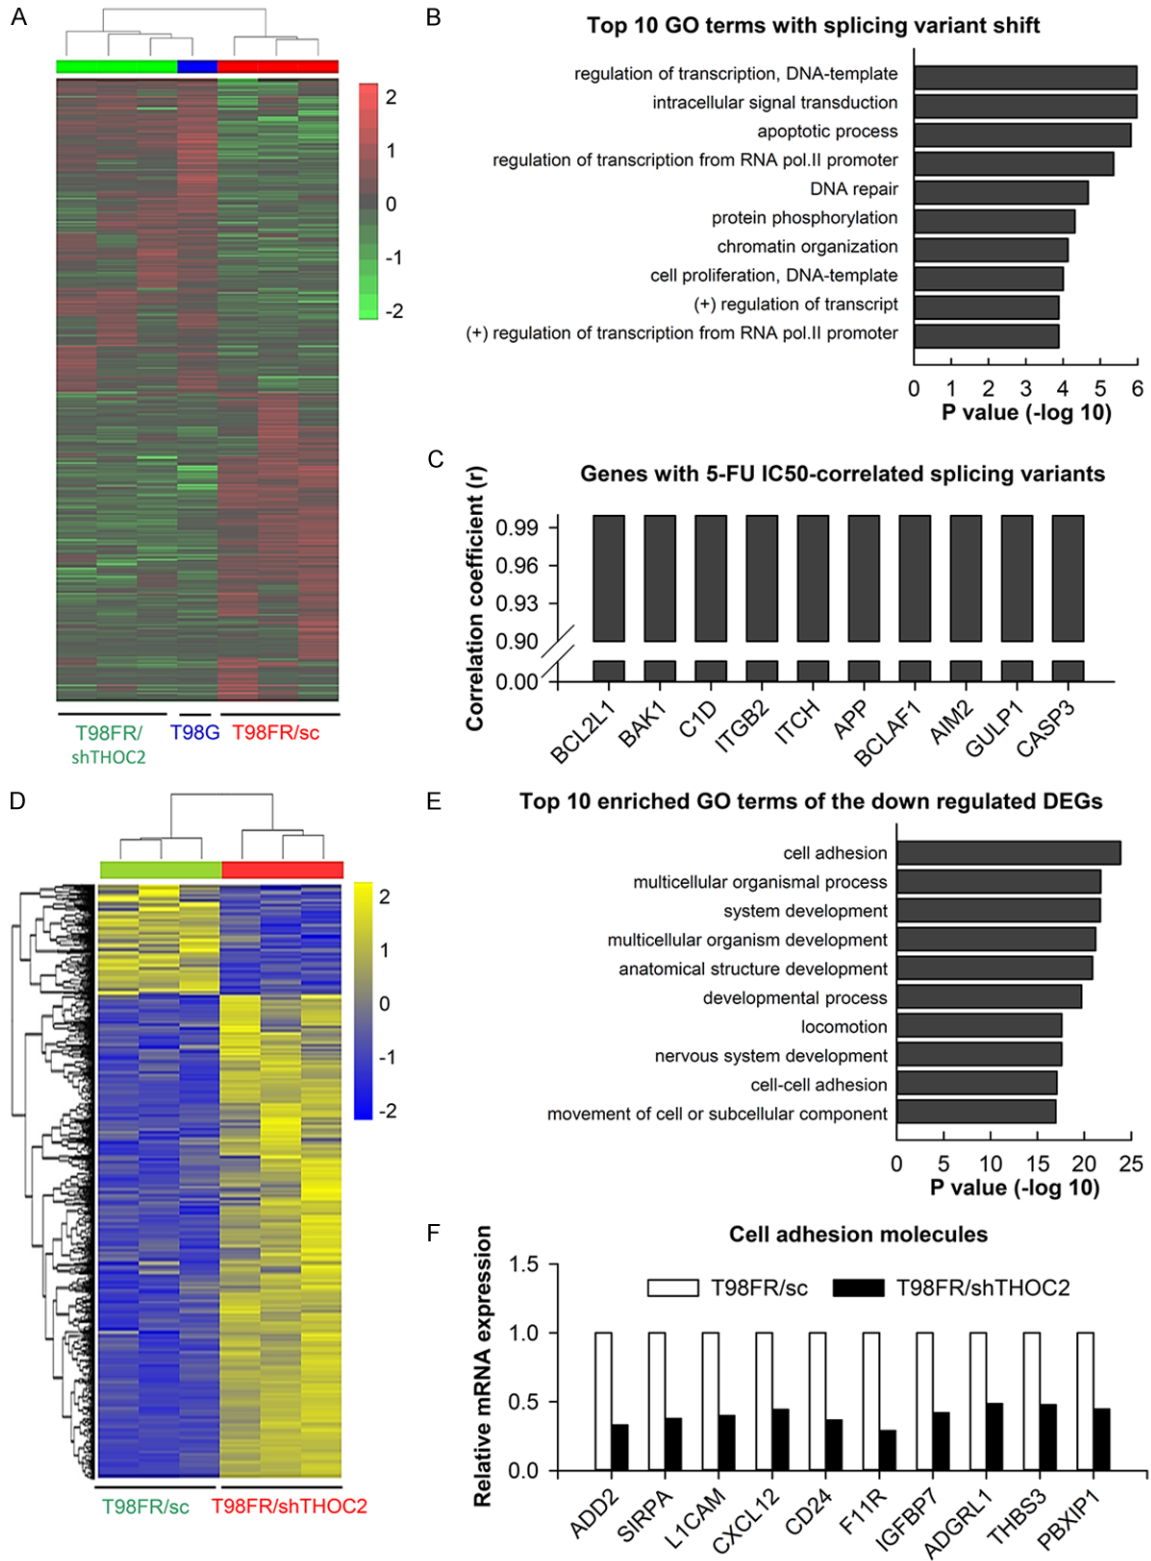 A
2
1
0
-1
-2
T98FR/
shTHOC2
T98G
T98FR/sc
B
Top 10 GO terms with splicing variant shift
regulation of transcription, DNA-template
intracellular signal transduction
apoptotic process
regulation of transcription from RNA pol.II promoter
DNA repair
protein phosphorylation
chromatin organization
cell proliferation, DNA-template
(+) regulation of transcript
(+) regulation of transcription from RNA pol.II promoter
0 1 2 3 4 5 6
P value (-log 10)
C
Genes with 5-FU IC50-correlated splicing variants
Correlation coefficient (r)
0.99
0.96
0.93
0.90
0.00
BCL2L1 BAK1 C1D ITGB2 ITCH APP BCLAF1 AIM2 GULP1 CASP3
D
2
1
0
-1
-2
T98FR/sc
T98FR/shTHOC2
E
Top 10 enriched GO terms of the down regulated DEGs
cell adhesion
multicellular organismal process
system development
multicellular organism development
anatomical structure development
developmental process
locomotion
nervous system development
cell-cell adhesion
movement of cell or subcellular component
0 5 10 15 20 25
P value (-log 10)
F
Cell adhesion molecules
Relative mRNA expression
T98FR/sc T98FR/shTHOC2
1.5
1.0
0.5
0.0
ADD2 SIRPA L1CAM CXCL12 CD24 F11R IGFBP7 ADGRL1 THBS3 PBXIP1